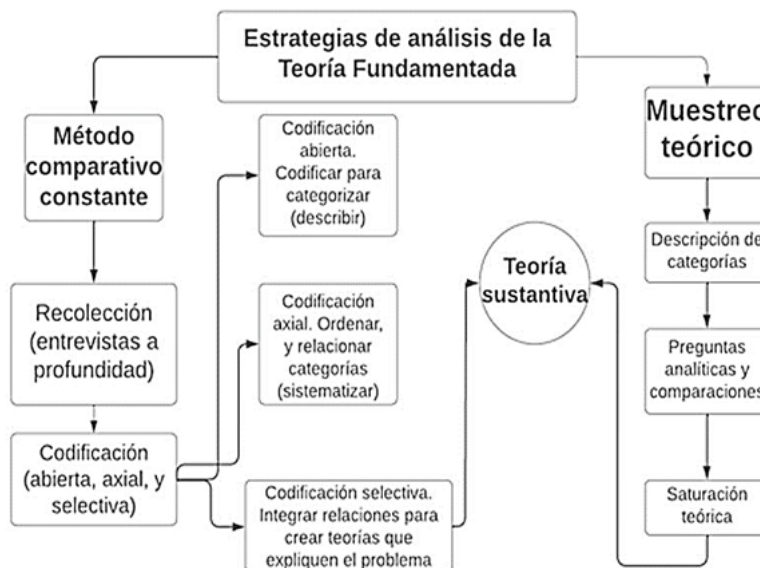 Estrategias de análisis de la
Teoría Fundamentada
Método
comparativo
constante
Recolección
(entrevistas a
profundidad)
Codificación
(abierta, axial, y
selectiva)
Codificación
abierta.
Codificar para
categorizar
(describir)
Codificación
axial. Ordenar,
y relacionar
categorías
(sistematizar)
Codificación selectiva.
Integrar relaciones para
crear teorías que
expliquen el problema
Teoría
sustantiva
Muestreo
teórico
Descripción de
categorías
Preguntas
analíticas y
comparaciones
Saturación
teórica